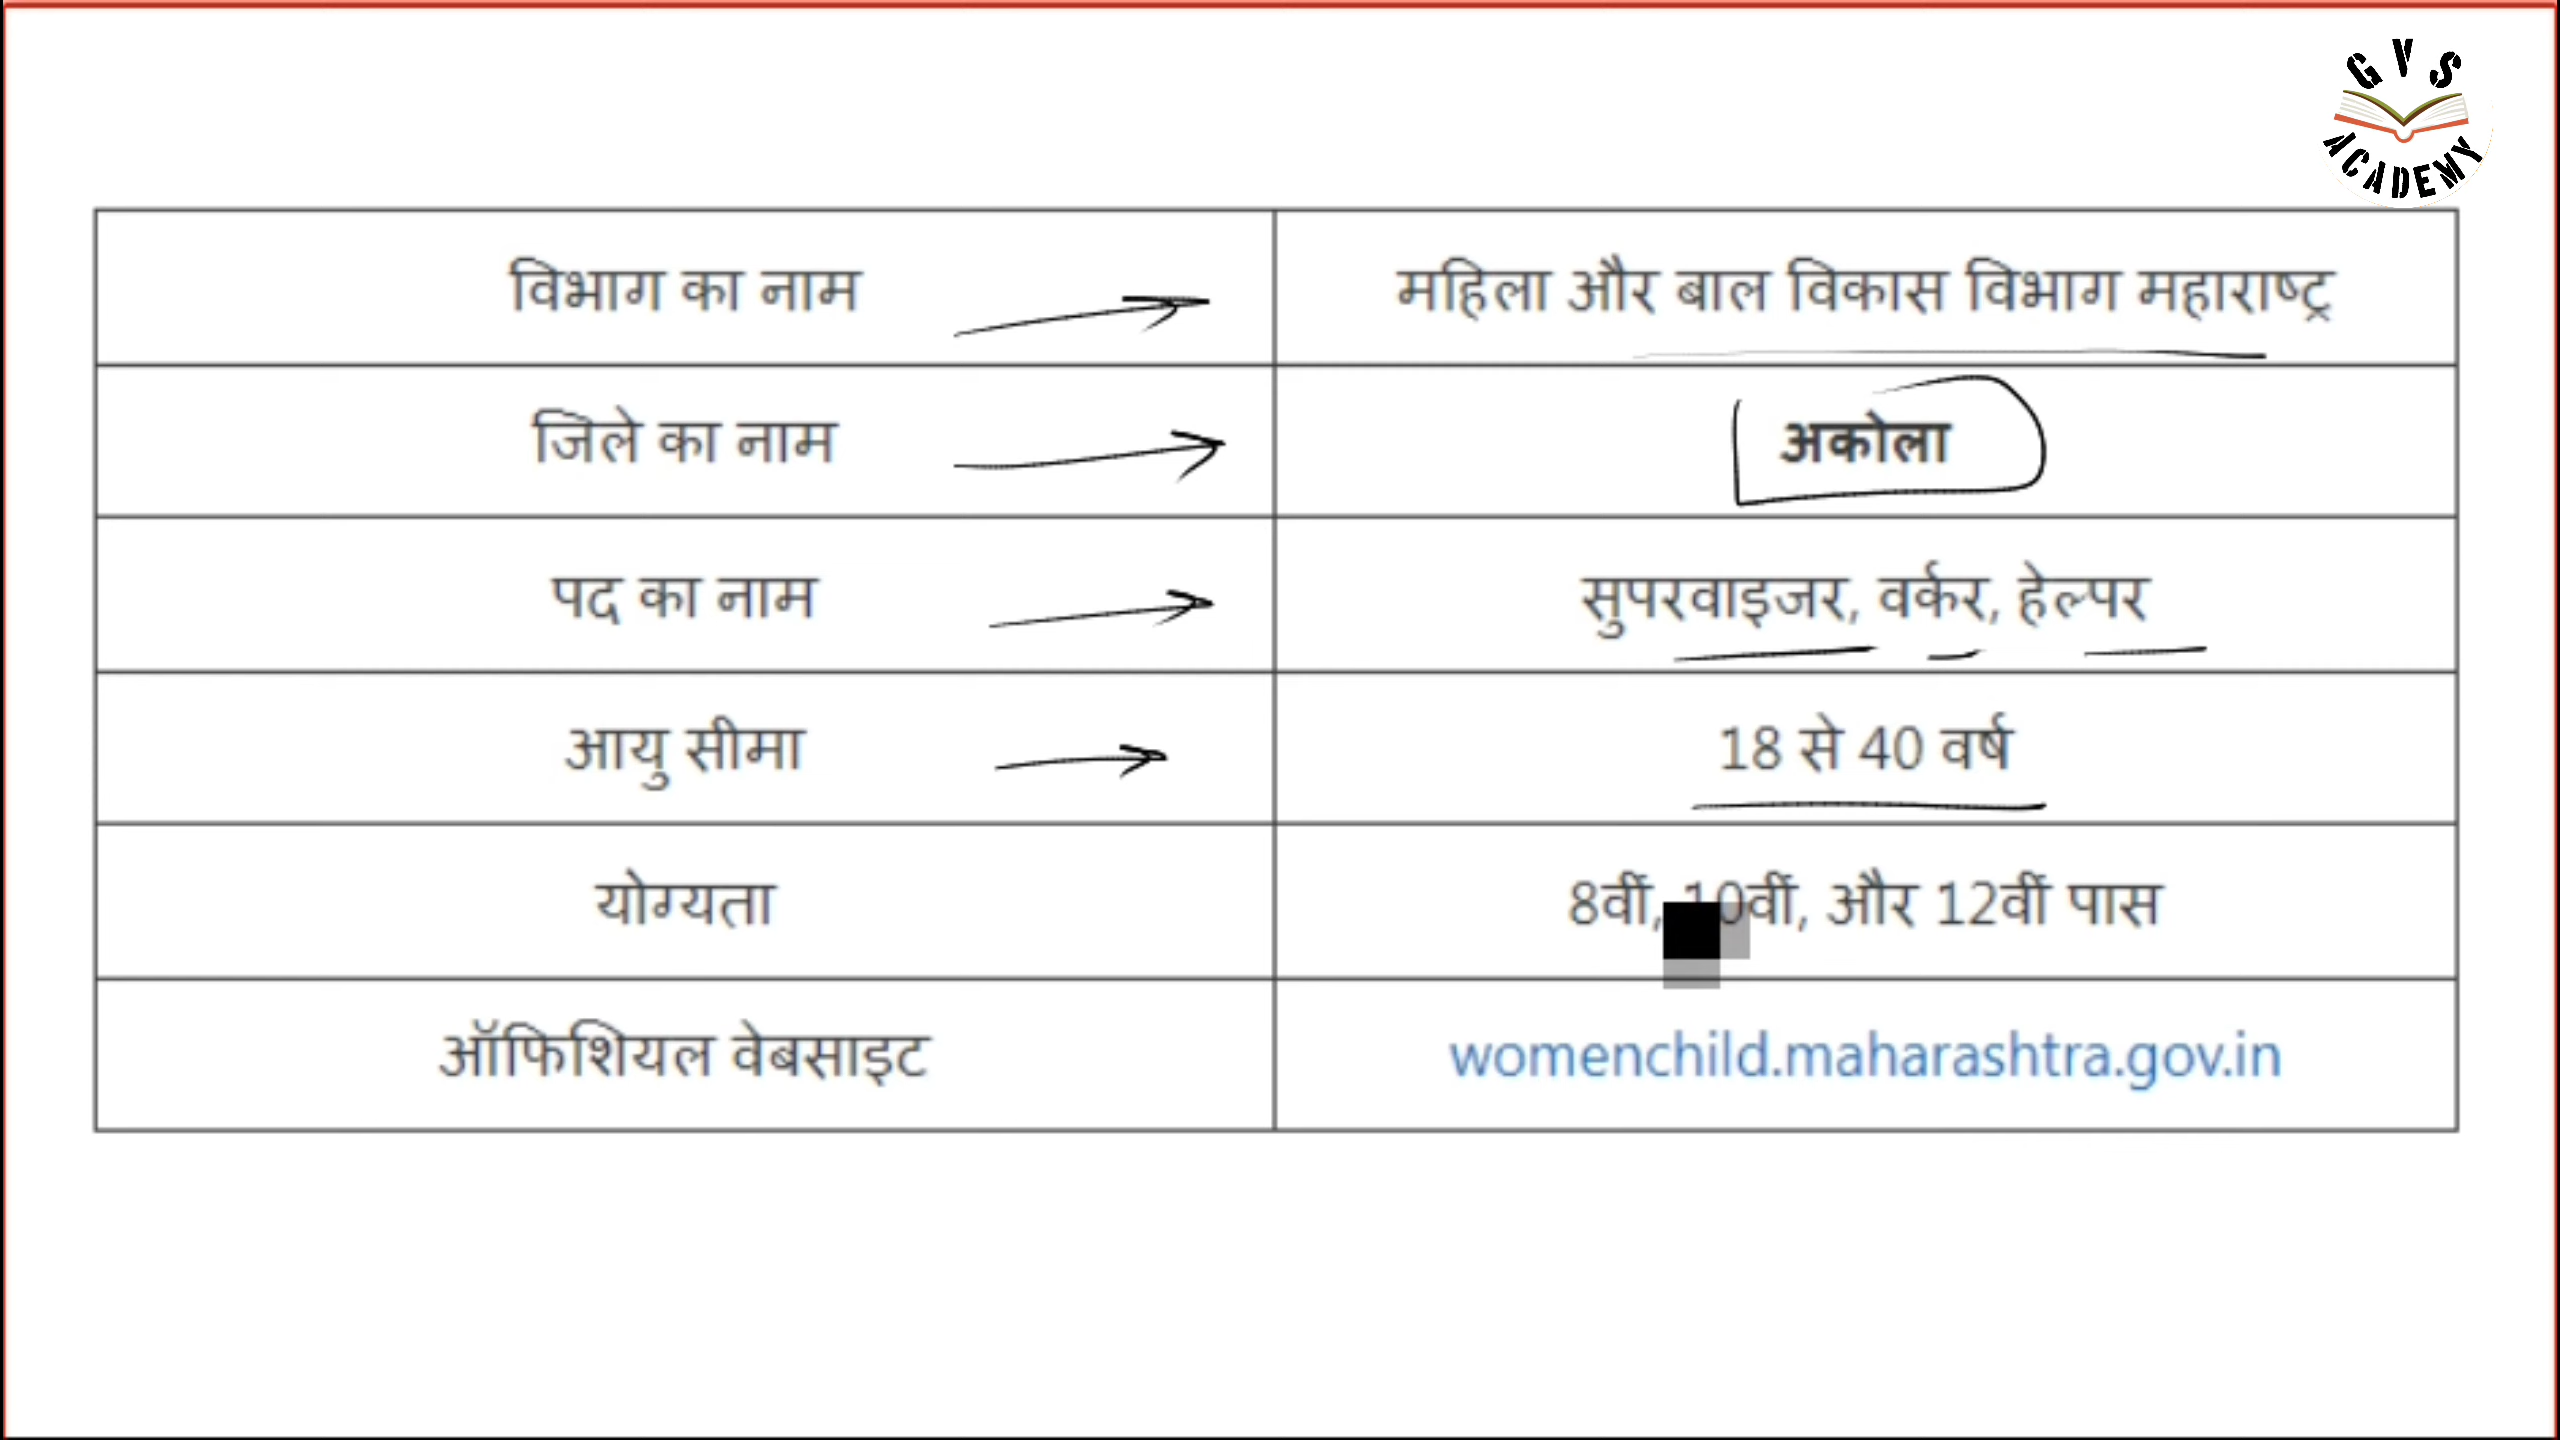 GVS
ACADEMY
विभाग का नाम महिला और बाल विकास विभाग महाराष्ट्र
जिले का नाम अकोला
पद का नाम सुपरवाइजर, वर्कर, हेल्पर
आयु सीमा 18 से 40 वर्ष
योग्यता 8वीं, 10वीं, और 12वीं पास
ऑफिशियल वेबसाइट womenchild.maharashtra.gov.in